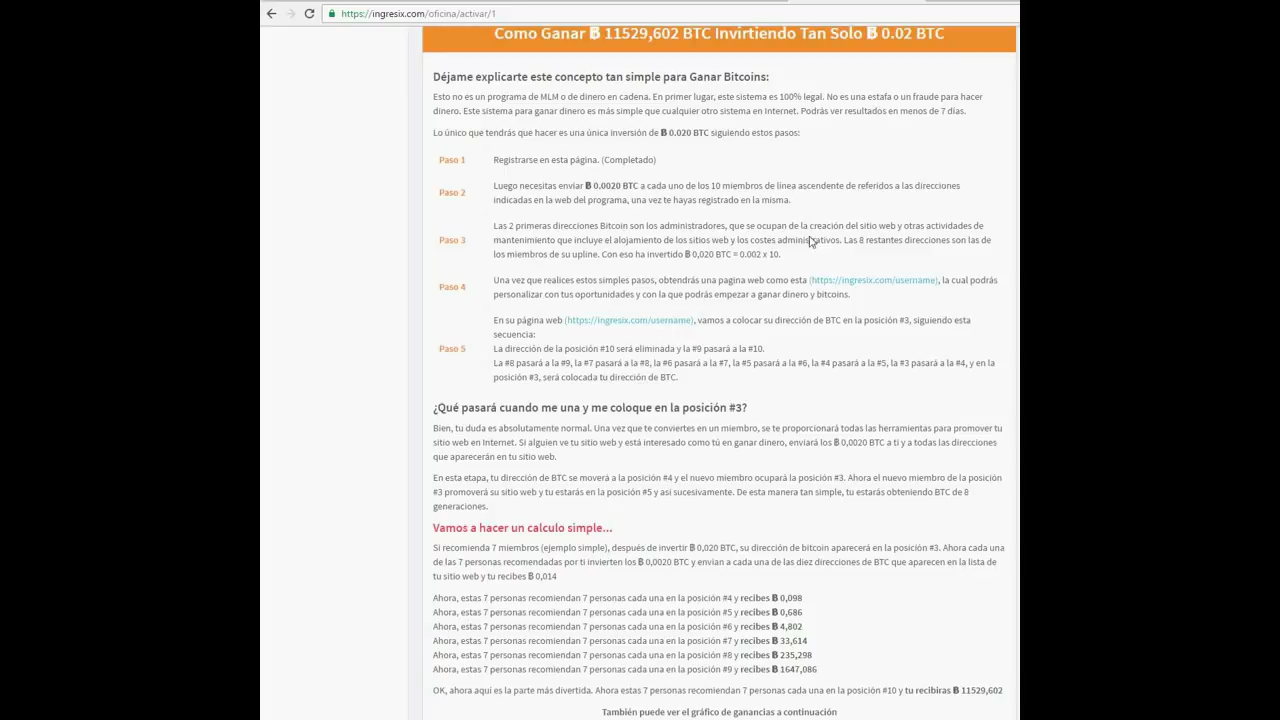 https://ingresix.com/oficina/activar/1
Como Ganar ฿ 11529,602 BTC Invirtiendo Tan Solo ฿ 0.02 BTC
Déjame explicarte este concepto tan simple para Ganar Bitcoins:
Esto no es un programa de MLM o de dinero en cadena. En primer lugar, este sistema es 100% legal. No es una estafa o un fraude para hacer
dinero. Este sistema para ganar dinero es más simple que cualquier otro sistema en Internet. Podrás ver resultados en menos de 7 días.
Lo único que tendrás que hacer es una única inversión de ฿ 0.020 BTC siguiendo estos pasos:
Paso 1
Registrarse en esta página. (Completado)
Paso 2
Luego necesitas enviar ฿ 0,0020 BTC a cada uno de los 10 miembros de línea ascendente de referidos a las direcciones
indicadas en la web del programa, una vez te hayas registrado en la misma.
Paso 3
Las 2 primeras direcciones Bitcoin son los administradores, que se ocupan de la creación del sitio web y otras actividades de
mantenimiento que incluye el alojamiento de los sitios web y los costes administrativos. Las 8 restantes direcciones son las de
los miembros de su upline. Con eso ha invertido ฿ 0,020 BTC = 0.002 x 10.
Paso 4
Una vez que realices estos simples pasos, obtendrás una pagina web como esta (https://ingresix.com/username), la cual podrás
personalizar con tus oportunidades y con la que podrás empezar a ganar dinero y bitcoins.
Paso 5
En su página web (https://ingresix.com/username), vamos a colocar su dirección de BTC en la posición #3, siguiendo esta
secuencia:
La dirección de la posición #10 será eliminada y la #9 pasará a la #10.
La #8 pasará a la #9, la #7 pasará a la #8, la #6 pasará a la #7, la #5 pasará a la #6, la #4 pasará a la #5, la #3 pasará a la #4, y en la
posición #3, será colocada tu dirección de BTC.
¿Qué pasará cuando me una y me coloque en la posición #3?
Bien, tu duda es absolutamente normal. Una vez que te conviertes en un miembro, se te proporcionará todas las herramientas para promover tu
sitio web en Internet. Si alguien ve tu sitio web y está interesado como tú en ganar dinero, enviará los ฿ 0,0020 BTC a ti y a todas las direcciones
que aparecerán en tu sitio web.
En esta etapa, tu dirección de BTC se moverá a la posición #4 y el nuevo miembro ocupará la posición #3. Ahora el nuevo miembro de la posición
#3 promoverá su sitio web y tu estarás en la posición #5 y así sucesivamente. De esta manera tan simple, tu estarás obteniendo BTC de 8
generaciones.
Vamos a hacer un calculo simple...
Si recomienda 7 miembros (ejemplo simple), después de invertir ฿ 0,020 BTC, su dirección de bitcoin aparecerá en la posición #3. Ahora cada una
de las 7 personas recomendadas por ti invierten los ฿ 0,0020 BTC y envian a cada una de las diez direcciones de BTC que aparecen en la lista de
tu sitio web y tu recibes ฿ 0,014
Ahora, estas 7 personas recomiendan 7 personas cada una en la posición #4 y recibes ฿ 0,098
Ahora, estas 7 personas recomiendan 7 personas cada una en la posición #5 y recibes ฿ 0,686
Ahora, estas 7 personas recomiendan 7 personas cada una en la posición #6 y recibes ฿ 4,802
Ahora, estas 7 personas recomiendan 7 personas cada una en la posición #7 y recibes ฿ 33,614
Ahora, estas 7 personas recomiendan 7 personas cada una en la posición #8 y recibes ฿ 235,298
Ahora, estas 7 personas recomiendan 7 personas cada una en la posición #9 y recibes ฿ 1647,086
OK, ahora aquí es la parte más divertida. Ahora estas 7 personas recomiendan 7 personas cada una en la posición #10 y tu recibiras ฿ 11529,602
También puede ver el gráfico de ganancias a continuación